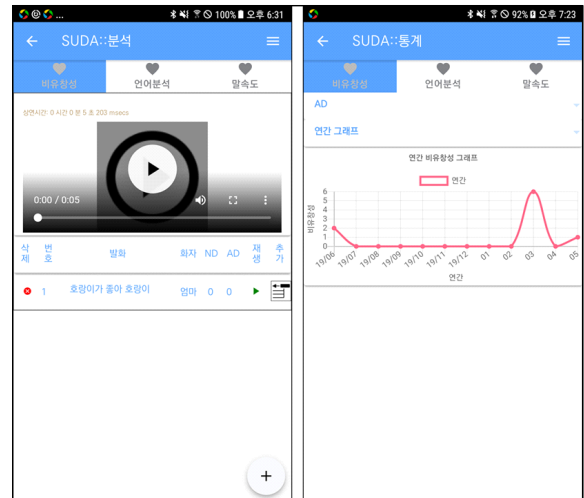 100% 오후 6:31
SUDA::분석
비유창성 언어분석 말속도
상연시간: 0 시간 0 분 5 초 203 msecs
0:00 / 0:05
삭제 번호 발화 화자 ND AD 재생 추가
1 호랑이가 좋아 호랑이 엄마 0 0
+
92% 오후 7:23
SUDA::통계
비유창성 언어분석 말속도
AD
연간 그래프
연간 비유창성 그래프
연간
비유창성
6
5
4
3
2
1
0
19/06 19/07 19/08 19/09 19/10 19/11 19/12 01 02 03 04 05
연간